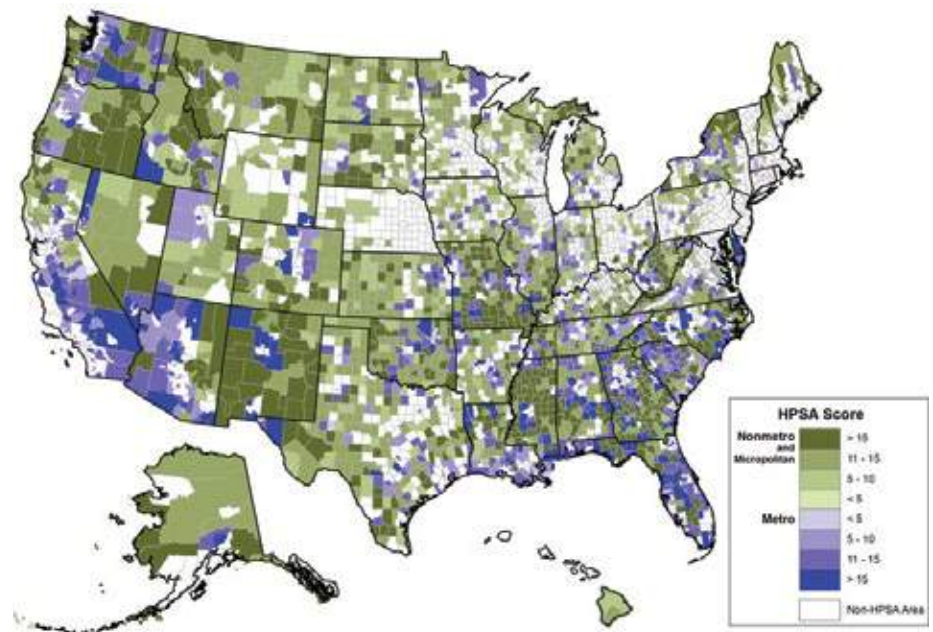 HPSA Score
Nonmetro
and
Micropolitan
> 15
11 - 15
5 - 10
< 5
Metro
< 5
5 - 10
11 - 15
> 15
Non-HPSA Area